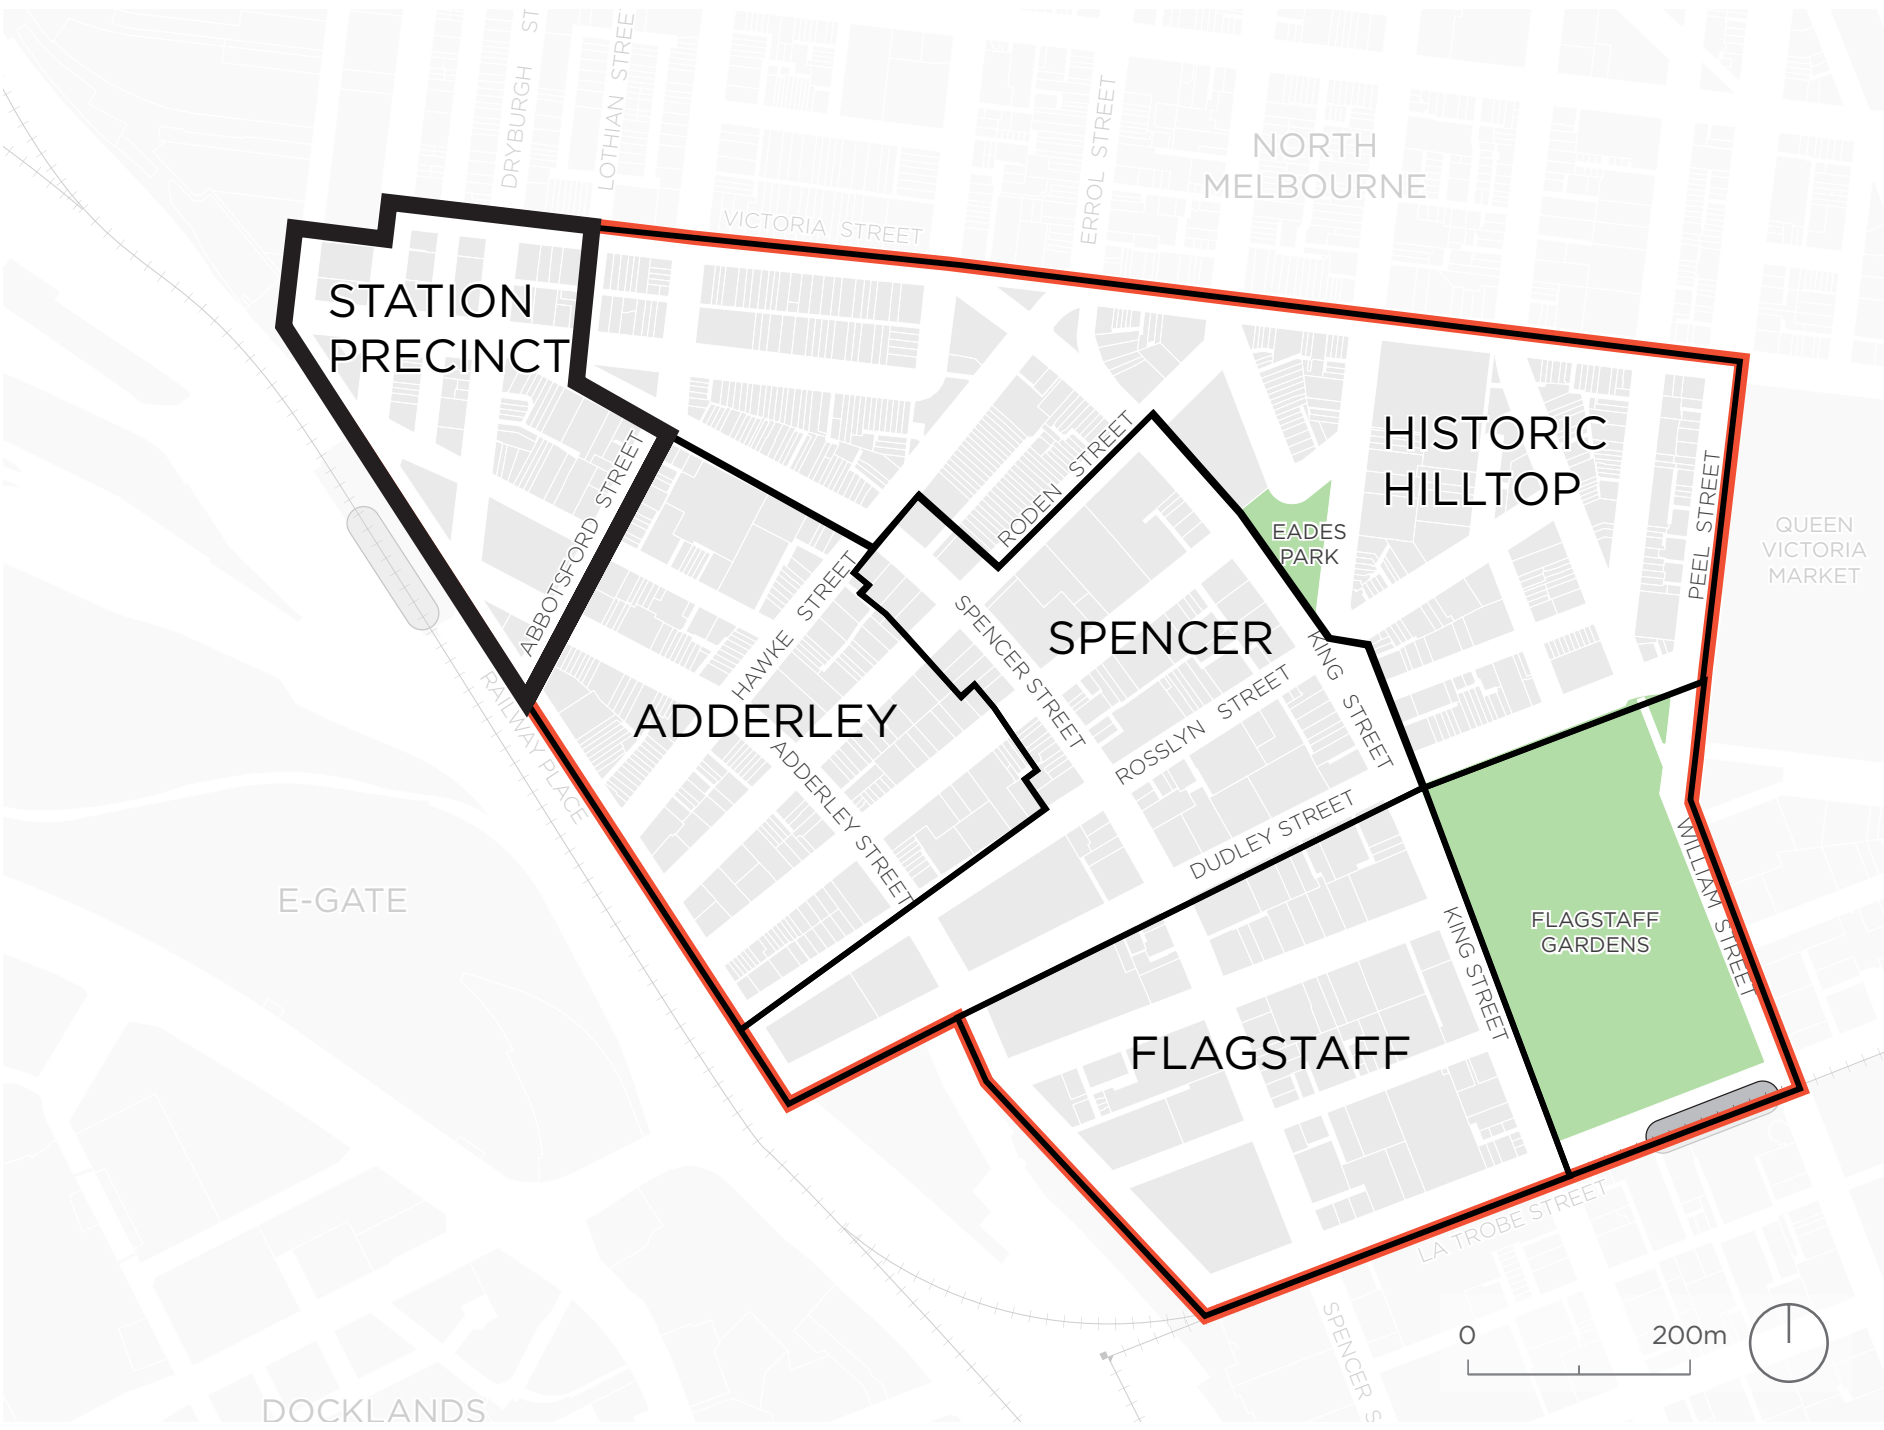 DRYBURGH ST
LOTHIAN STREET
ERROL STREET
NORTH
MELBOURNE
VICTORIA STREET
STATION
PRECINCT
HISTORIC
HILLTOP
RODEN STREET
ABBOTSFORD STREET
PEEL STREET
EADES
PARK
QUEEN
VICTORIA
MARKET
HAWKE STREET
SPENCER STREET
SPENCER
KING STREET
ROSSLYN STREET
ADDERLEY
RAILWAY PLACE
ADDERLEY STREET
DUDLEY STREET
WILLIAM STREET
E-GATE
FLAGSTAFF
GARDENS
KING STREET
FLAGSTAFF
LA TROBE STREET
SPENCER S
0 200m
DOCKLANDS